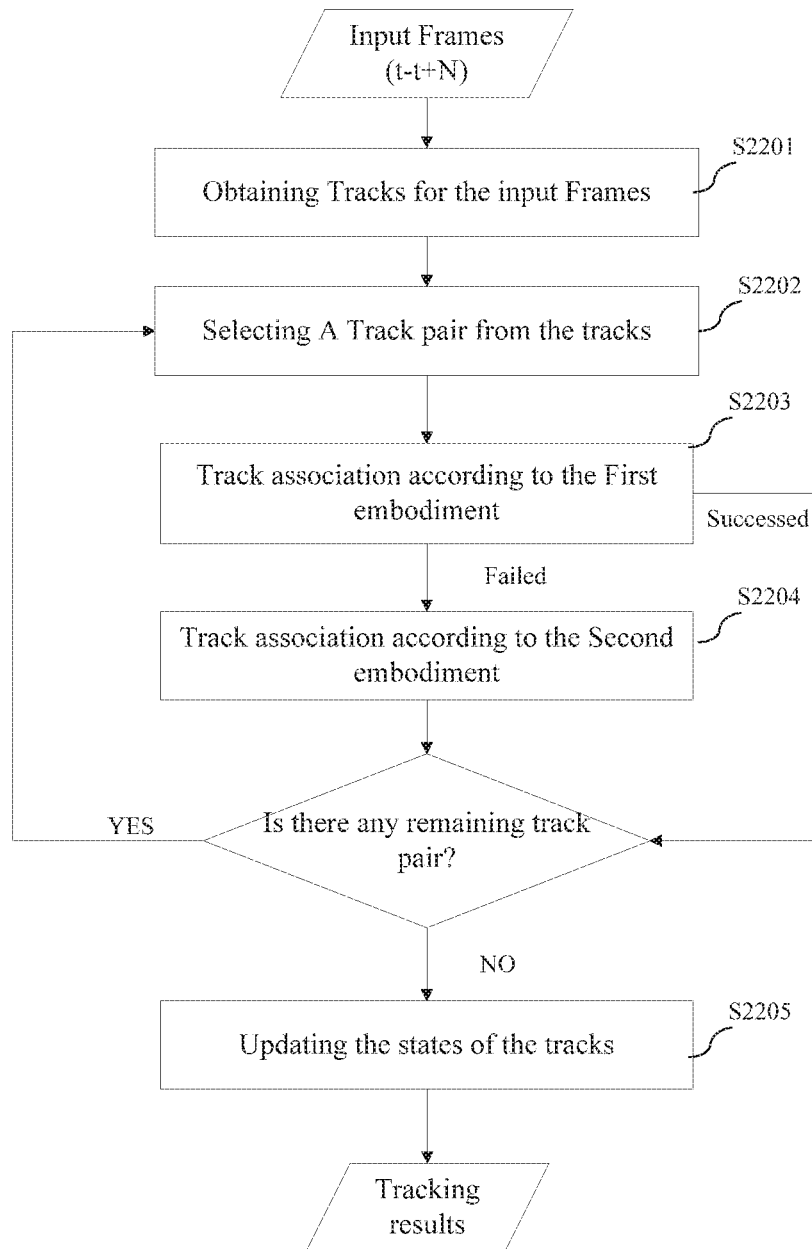 Input Frames
(t-t+N)
S2201
Obtaining Tracks for the input Frames
S2202
Selecting A Track pair from the tracks
S2203
Track association according to the First
embodiment
Successed
Failed
S2204
Track association according to the Second
embodiment
YES
Is there any remaining track
pair?
NO
S2205
Updating the states of the tracks
Tracking
results